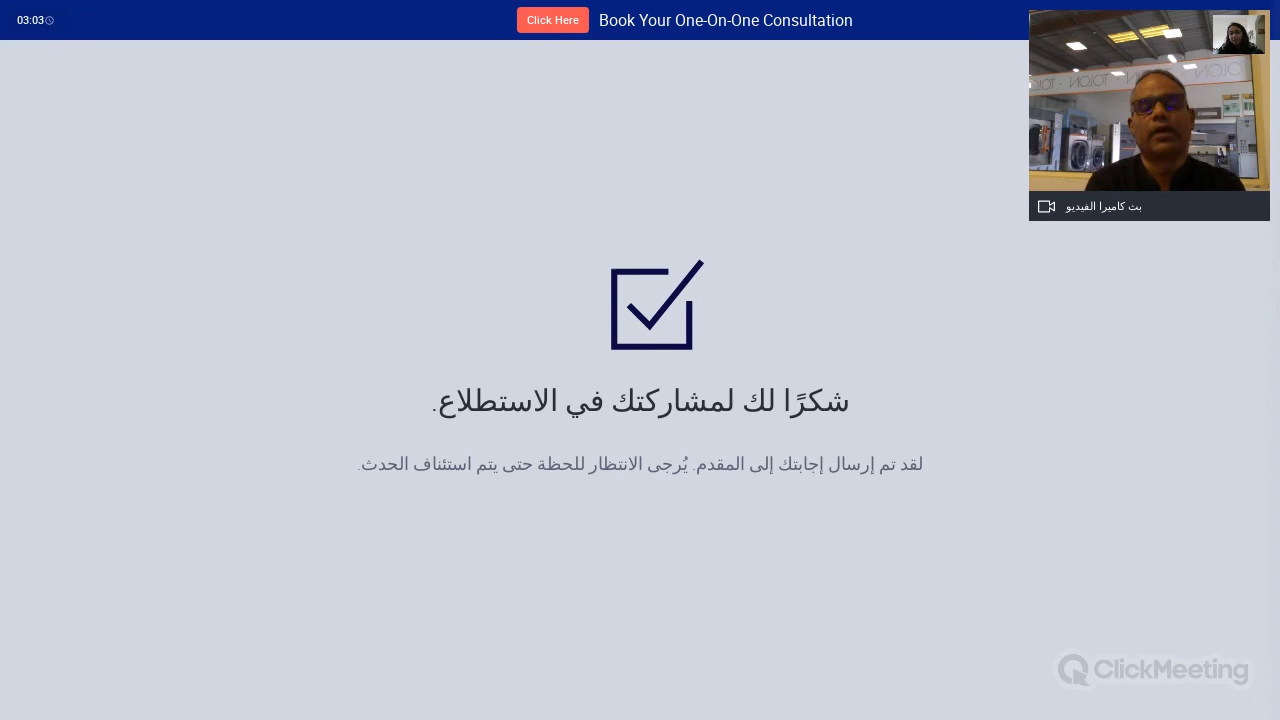 03:03
Click Here
Book Your One-On-One Consultation
بث كاميرا الفيديو
شكرًا لك لمشاركتك في الاستطلاع.
لقد تم إرسال إجابتك إلى المقدم. يُرجى الانتظار للحظة حتى يتم استئناف الحدث.
ClickMeeting